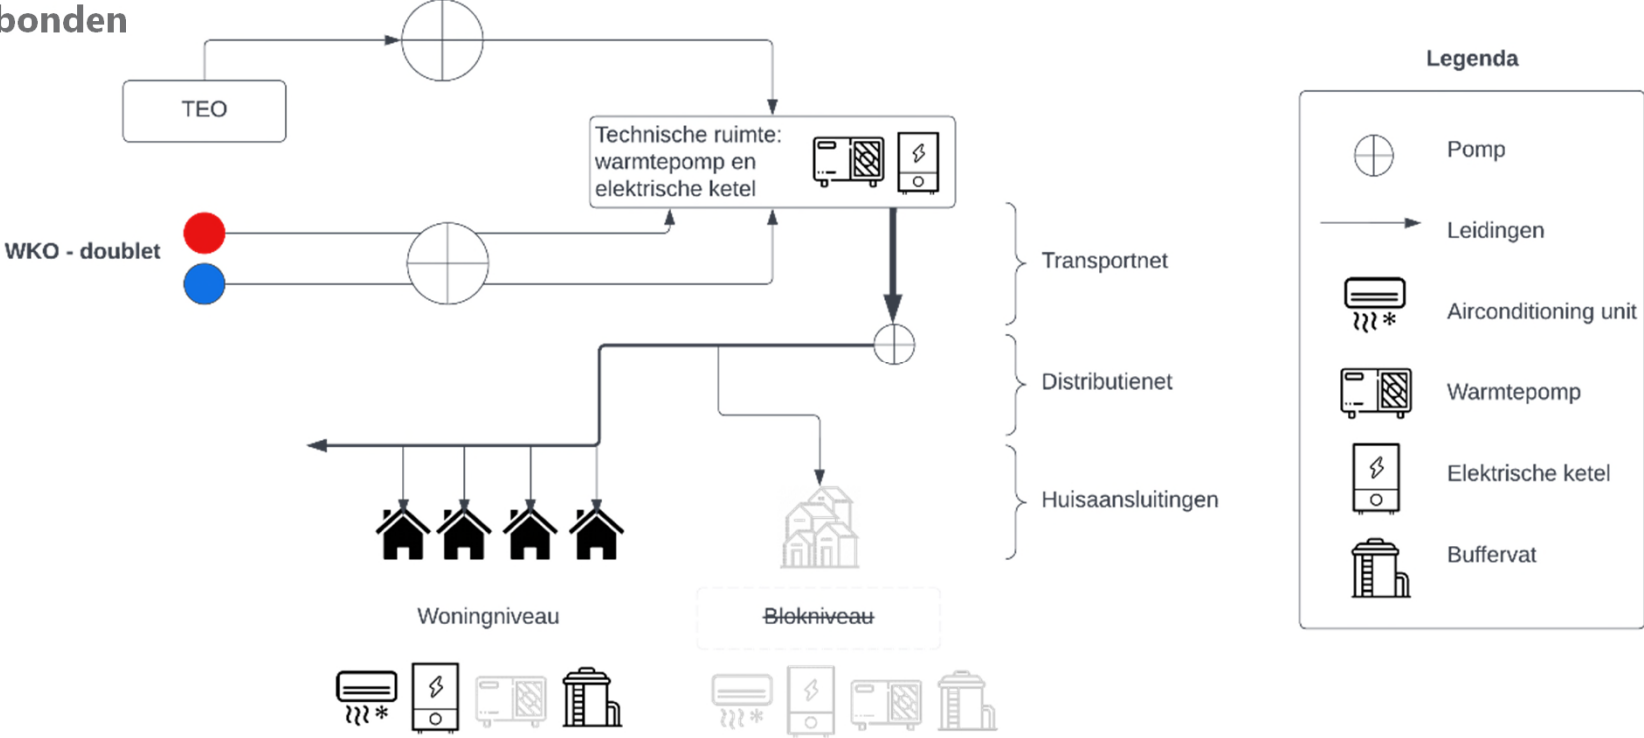 bonden
TEO
Technische ruimte:
warmtepomp en
elektrische ketel
WKO - doublet
Transportnet
Distributienet
Huisaansluitingen
Woningniveau
Blokniveau
Legenda
Pomp
Leidingen
Airconditioning unit
Warmtepomp
Elektrische ketel
Buffervat